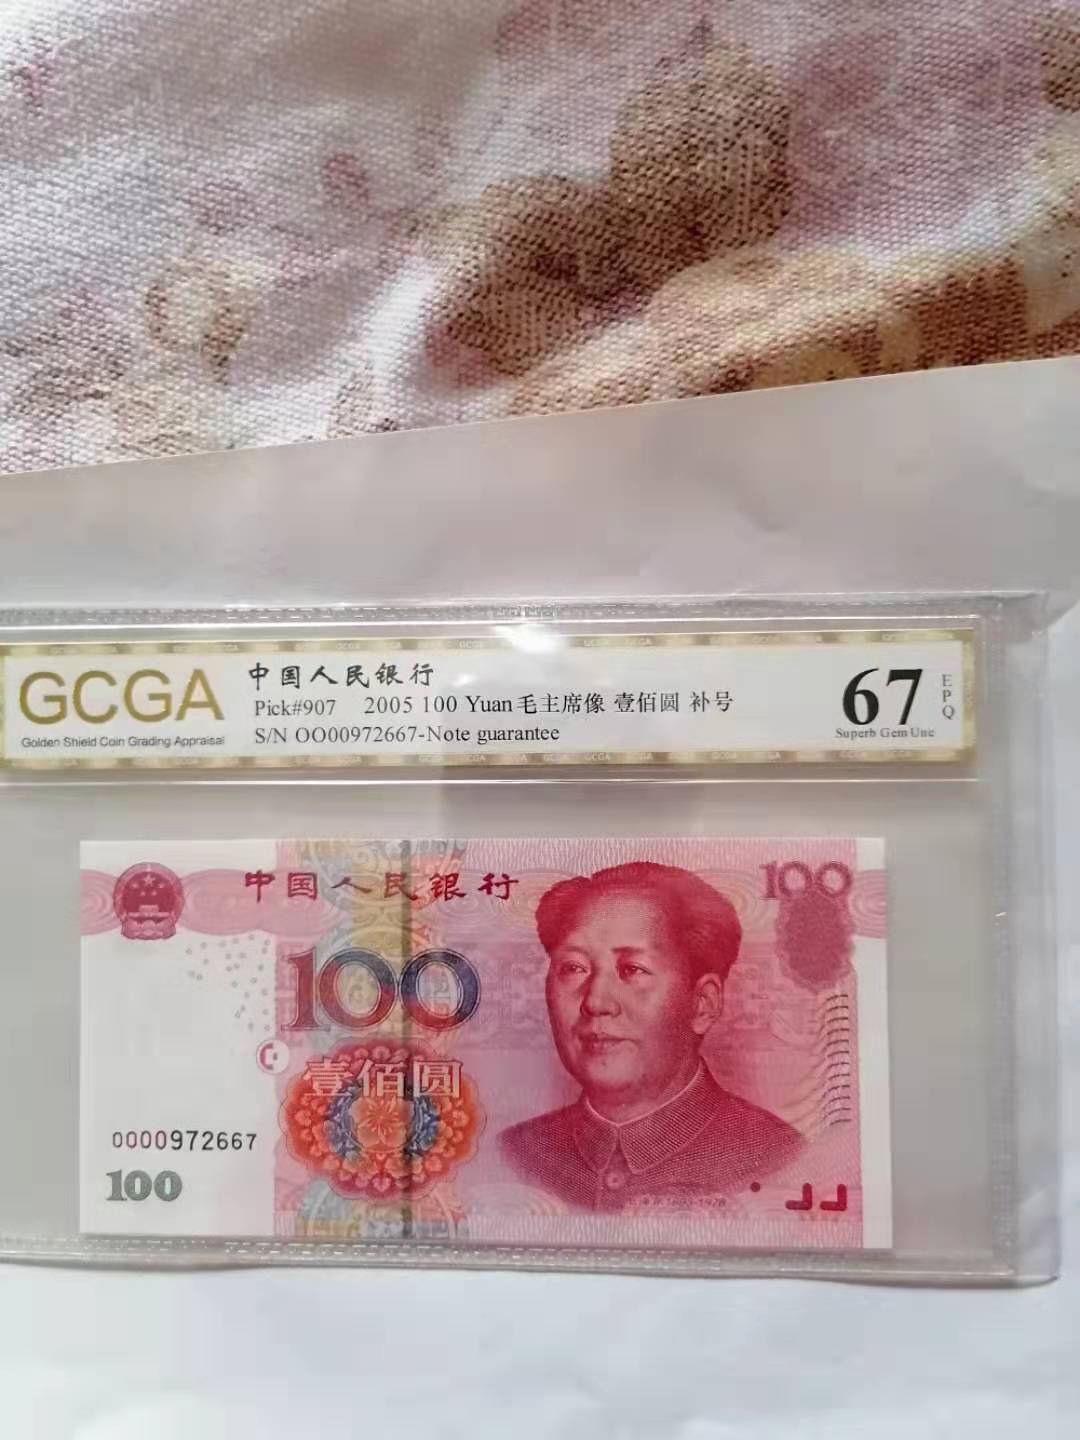 GCGA
Golden Shield Coin Grading Appraisal
中国人民银行
Pick#907 2005 100 Yuan 毛主席像 壹佰圆 补号
S/N OO00972667-Note guarantee
67
EPQ
Superb Gem Unc
中国人民银行
100
100
壹佰圆
OO00972667
100